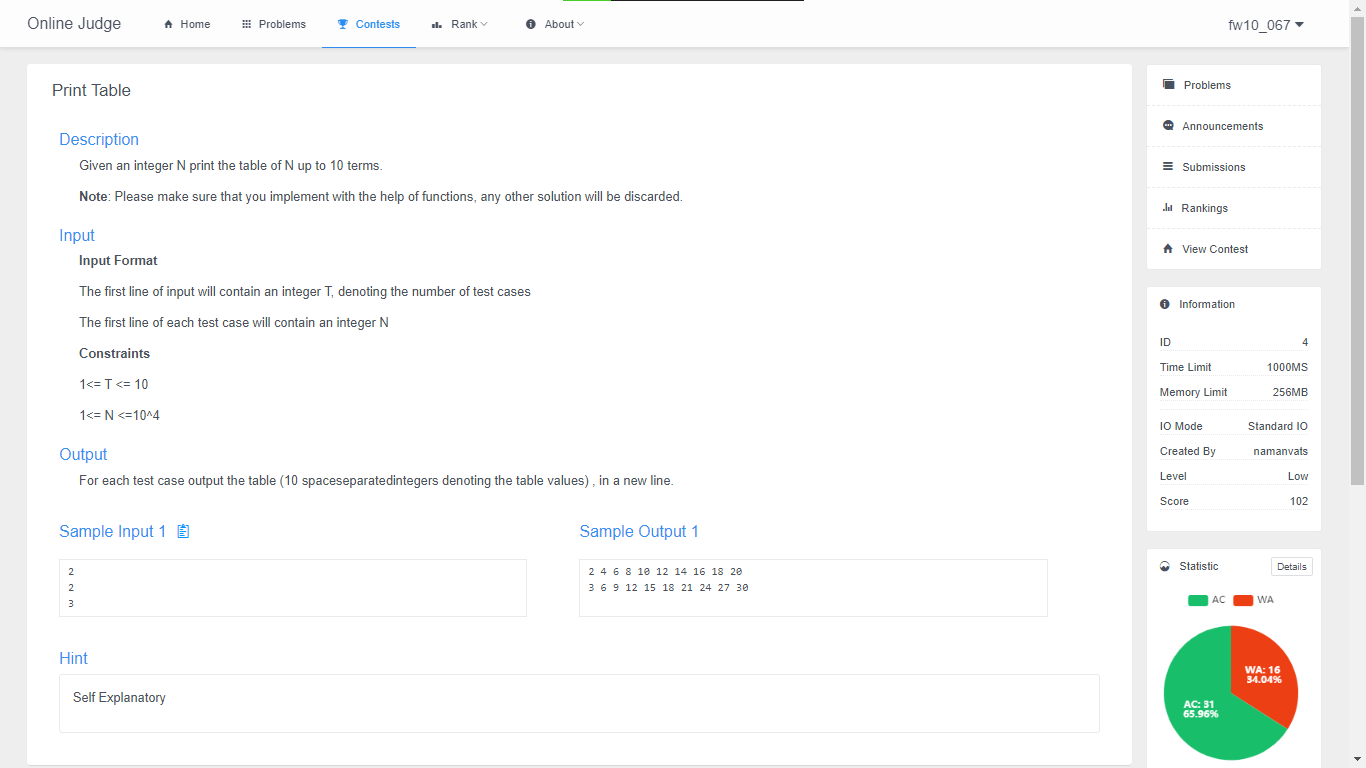 Online Judge
Home
Problems
Contests
Rank
About
fw10_067
Print Table
Description
Given an integer N print the table of N up to 10 terms.
Note: Please make sure that you implement with the help of functions, any other solution will be discarded.
Input
Input Format
The first line of input will contain an integer T, denoting the number of test cases
The first line of each test case will contain an integer N
Constraints
1<= T <= 10
1<= N <=10^4
Output
For each test case output the table (10 spaceseparatedintegers denoting the table values) , in a new line.
Sample Input 1
2
2
3
Sample Output 1
2 4 6 8 10 12 14 16 18 20
3 6 9 12 15 18 21 24 27 30
Hint
Self Explanatory
Problems
Announcements
Submissions
Rankings
View Contest
Information
ID 4
Time Limit 1000MS
Memory Limit 256MB
IO Mode Standard IO
Created By namanvats
Level Low
Score 102
Statistic Details
AC WA
WA: 16
34.04%
AC: 31
65.96%